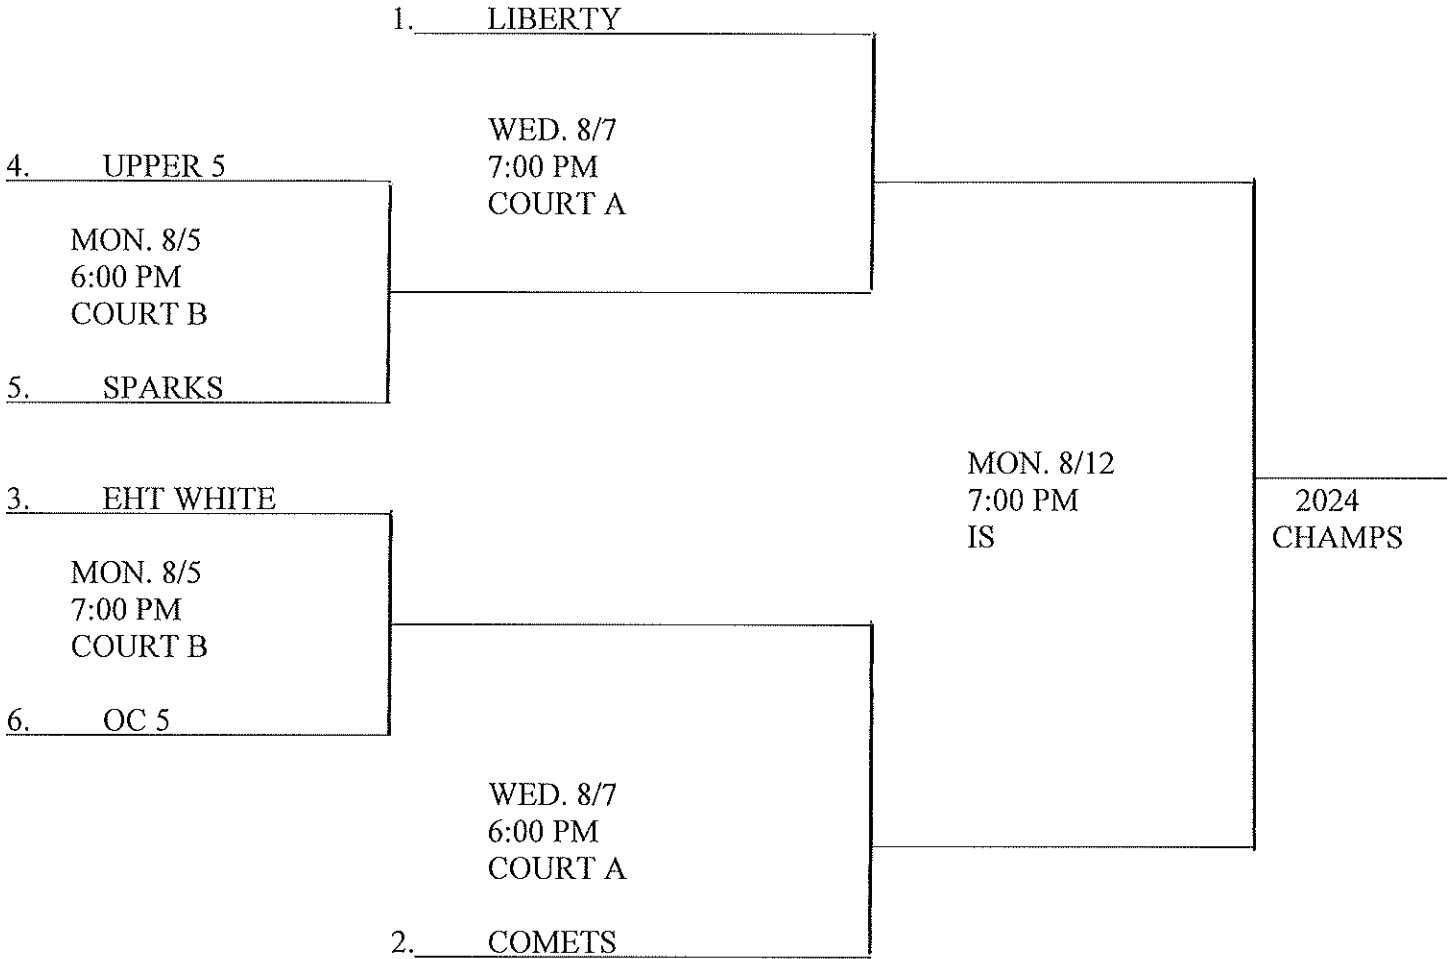 1. LIBERTY
WED. 8/7
7:00 PM
COURT A
4. UPPER 5
MON. 8/5
6:00 PM
COURT B
5. SPARKS
3. EHT WHITE
MON. 8/5
7:00 PM
COURT B
6. OC 5
MON. 8/12
7:00 PM
IS
2024
CHAMPS
WED. 8/7
6:00 PM
COURT A
2. COMETS